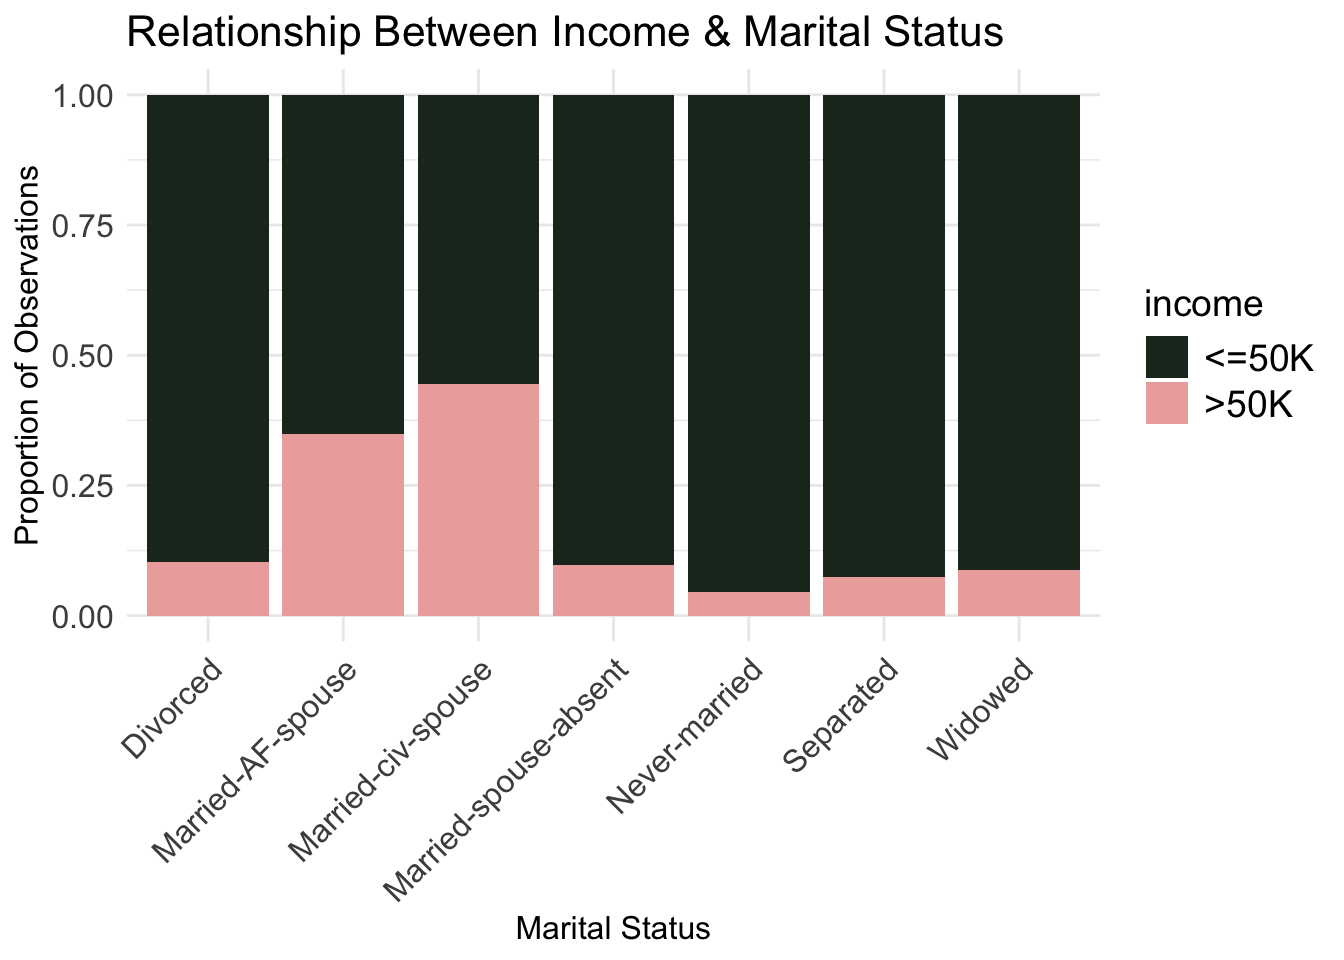 Relationship Between Income & Marital Status
Proportion of Observations
1.00
0.75
0.50
0.25
0.00
income
<=50K
>50K
Divorced
Married-AF-spouse
Married-civ-spouse
Married-spouse-absent
Never-married
Separated
Widowed
Marital Status